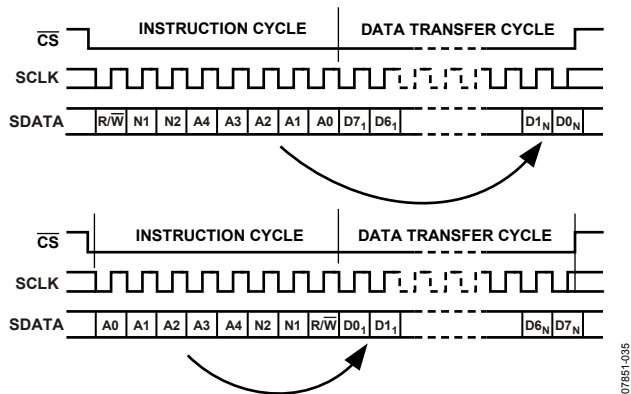 INSTRUCTION CYCLE DATA TRANSFER CYCLE
CS
SCLK
SDATA R/W N1 N2 A4 A3 A2 A1 A0 D71 D61 D1N D0N
INSTRUCTION CYCLE DATA TRANSFER CYCLE
CS
SCLK
SDATA A0 A1 A2 A3 A4 N2 N1 R/W D01 D11 D6N D7N
07851-035